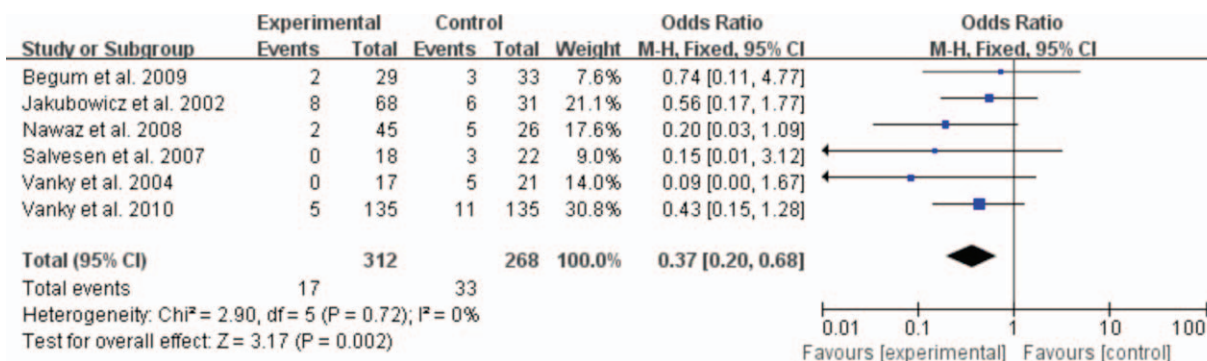 Experimental Control Odds Ratio Odds Ratio
Study or Subgroup Events Total Events Total Weight M-H, Fixed, 95% CI M-H, Fixed, 95% CI
Begum et al. 2009 2 29 3 33 7.6% 0.74 [0.11, 4.77]
Jakubowicz et al. 2002 8 68 6 31 21.1% 0.56 [0.17, 1.77]
Nawaz et al. 2008 2 45 5 26 17.6% 0.20 [0.03, 1.09]
Salvesen et al. 2007 0 18 3 22 9.0% 0.15 [0.01, 3.12]
Vanky et al. 2004 0 17 5 21 14.0% 0.09 [0.00, 1.67]
Vanky et al. 2010 5 135 11 135 30.8% 0.43 [0.15, 1.28]
Total (95% CI) 312 268 100.0% 0.37 [0.20, 0.68]
Total events 17 33
Heterogeneity: Chi² = 2.90, df = 5 (P = 0.72); I² = 0%
Test for overall effect: Z = 3.17 (P = 0.002)
0.01 0.1 1 10 100
Favours [experimental] Favours [control]